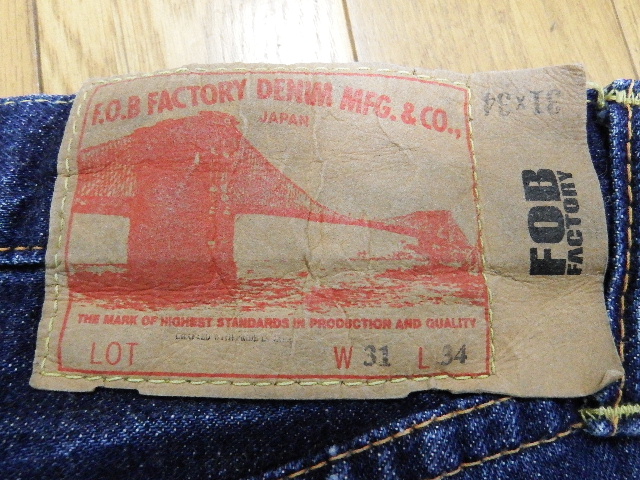 F.O.B FACTORY DENIM MFG. & CO.,
JAPAN
THE MARK OF HIGHEST STANDARDS IN PRODUCTION AND QUALITY
LOT W 31 L 34
31×34
FOB
FACTORY